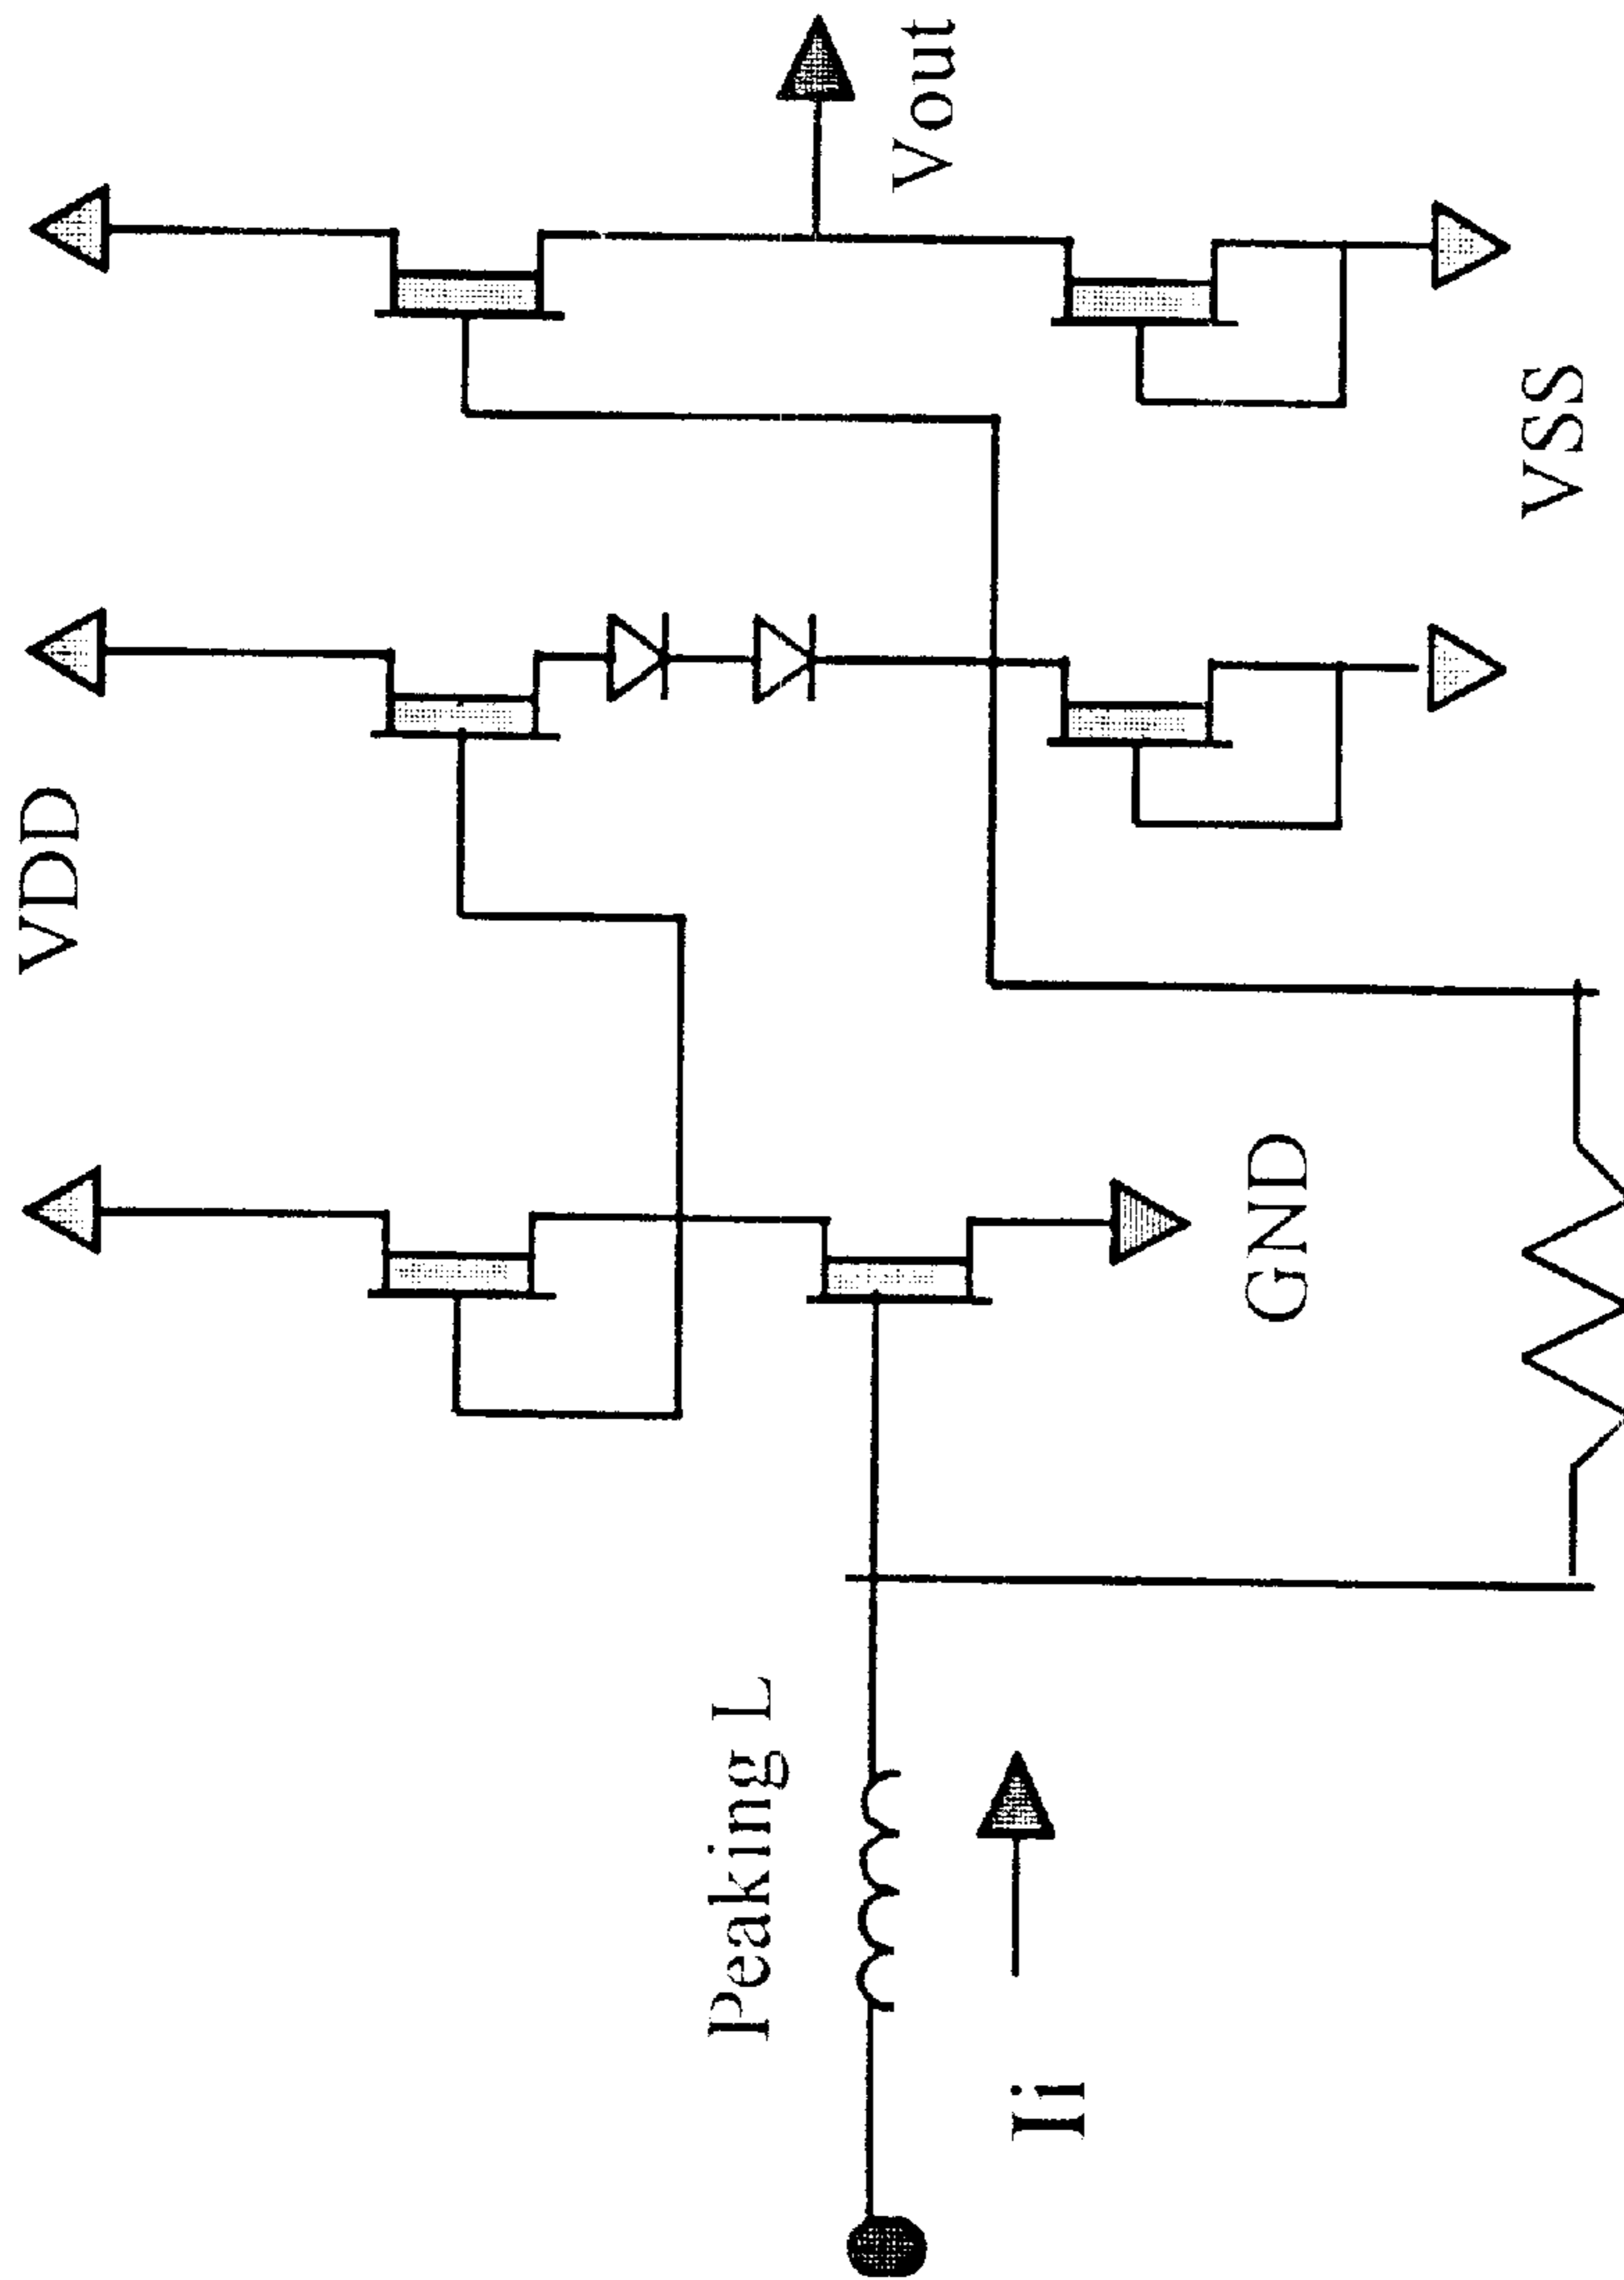 VDD
Vout
Peaking L
Ii
GND
VSS